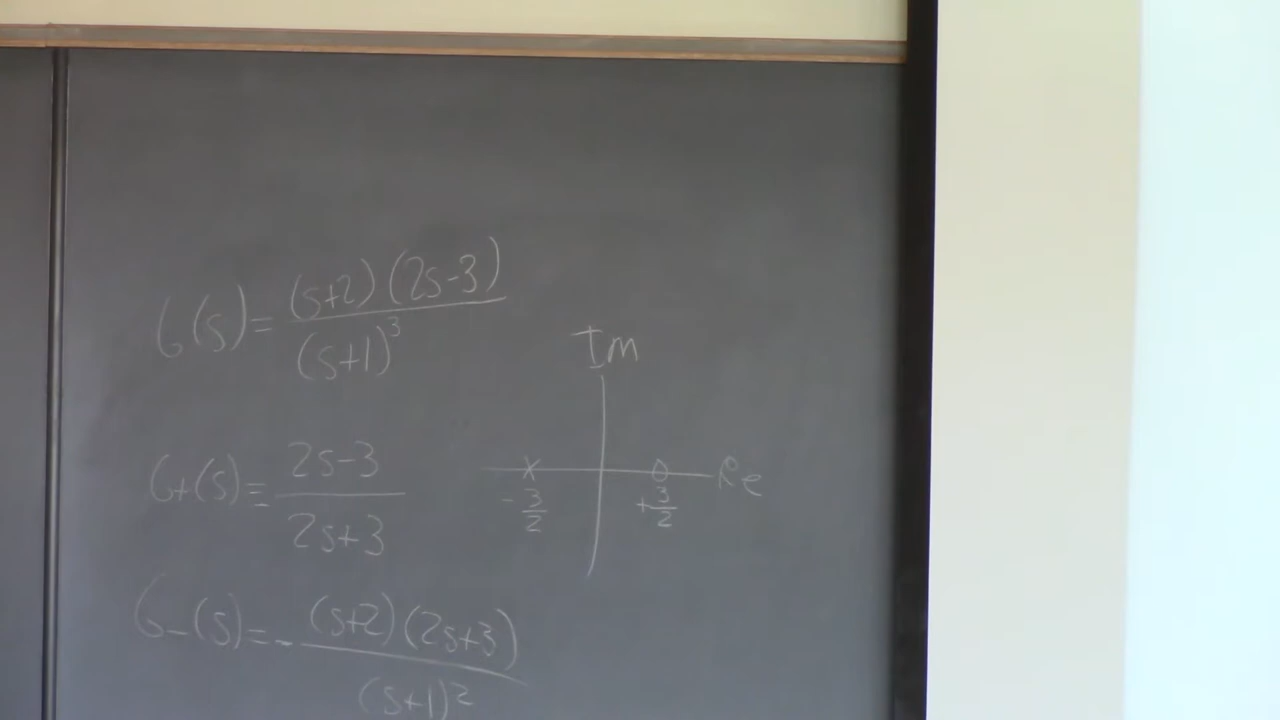 G(s) = (s+2)(2s-3)
(s+1)^3
Im
G+(s) = 2s-3
2s+3
Re
-3/2
+3/2
G-(s) = - (s+2)(2s+3)
(s+1)^2